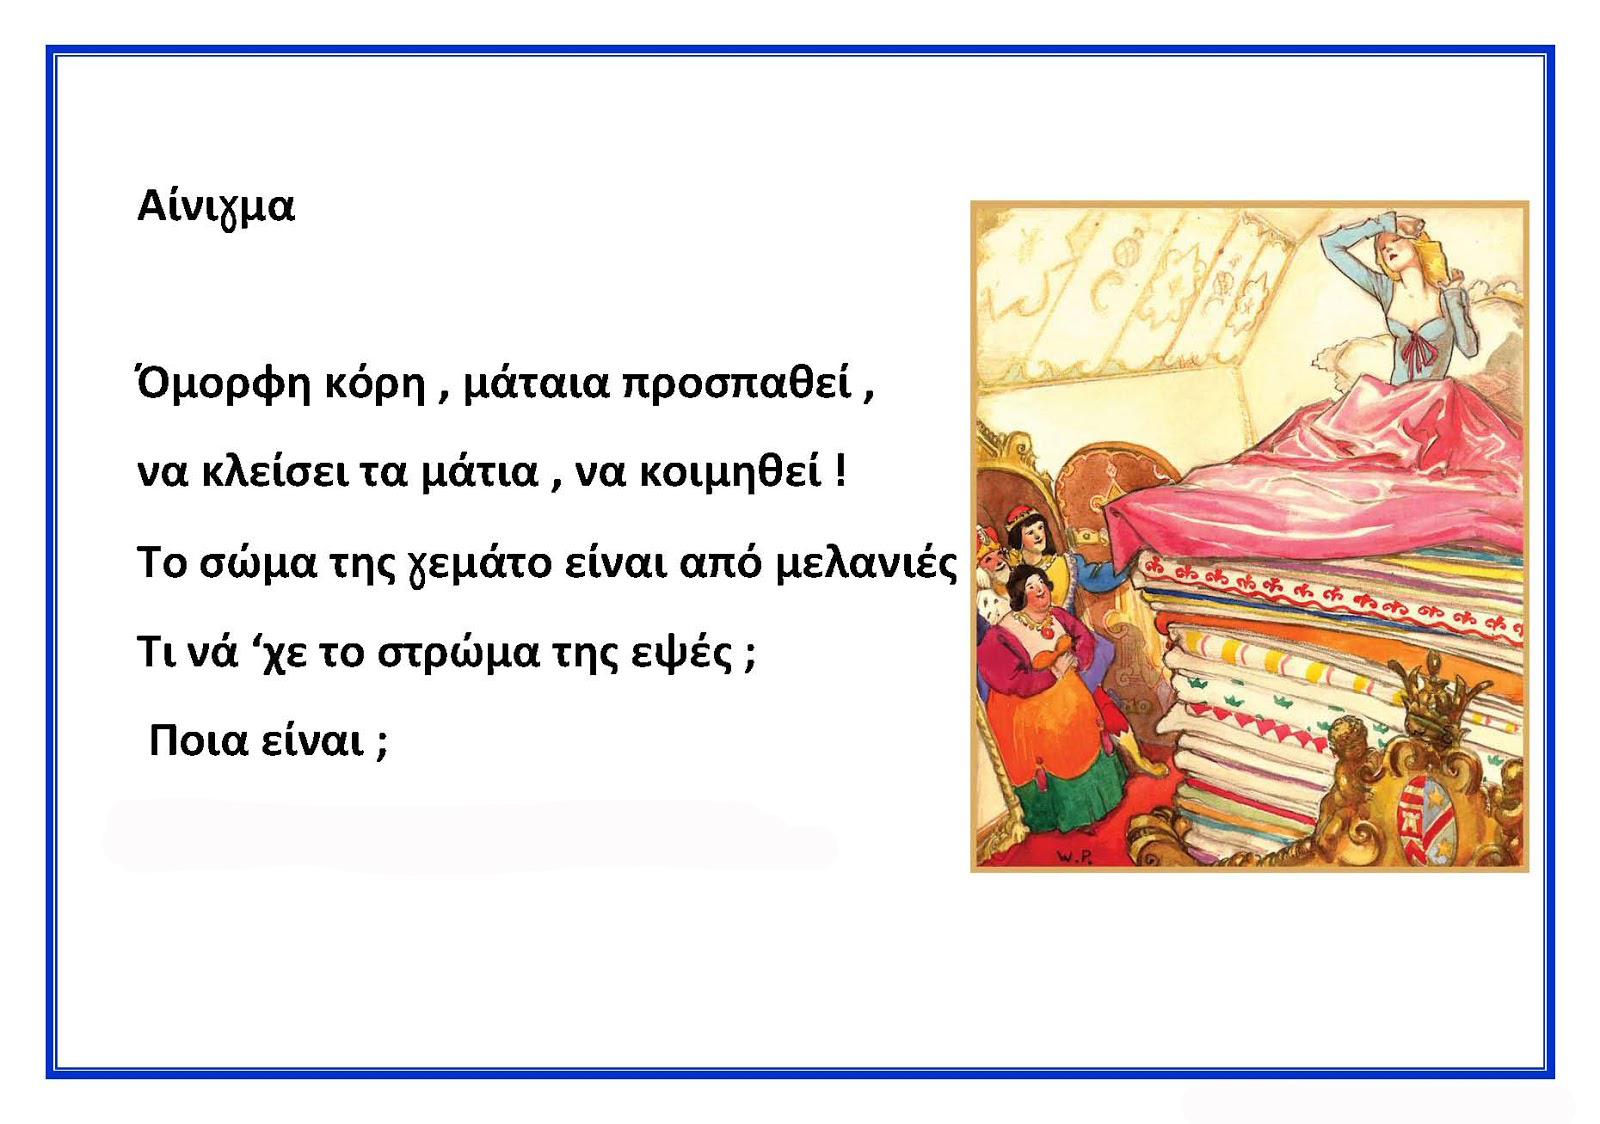 Αίνιγμα
Όμορφη κόρη , μάταια προσπαθεί ,
να κλείσει τα μάτια , να κοιμηθεί !
Το σώμα της γεμάτο είναι από μελανιές
Τι νά ‘χε το στρώμα της εψές ;
Ποια είναι ;
W.P.